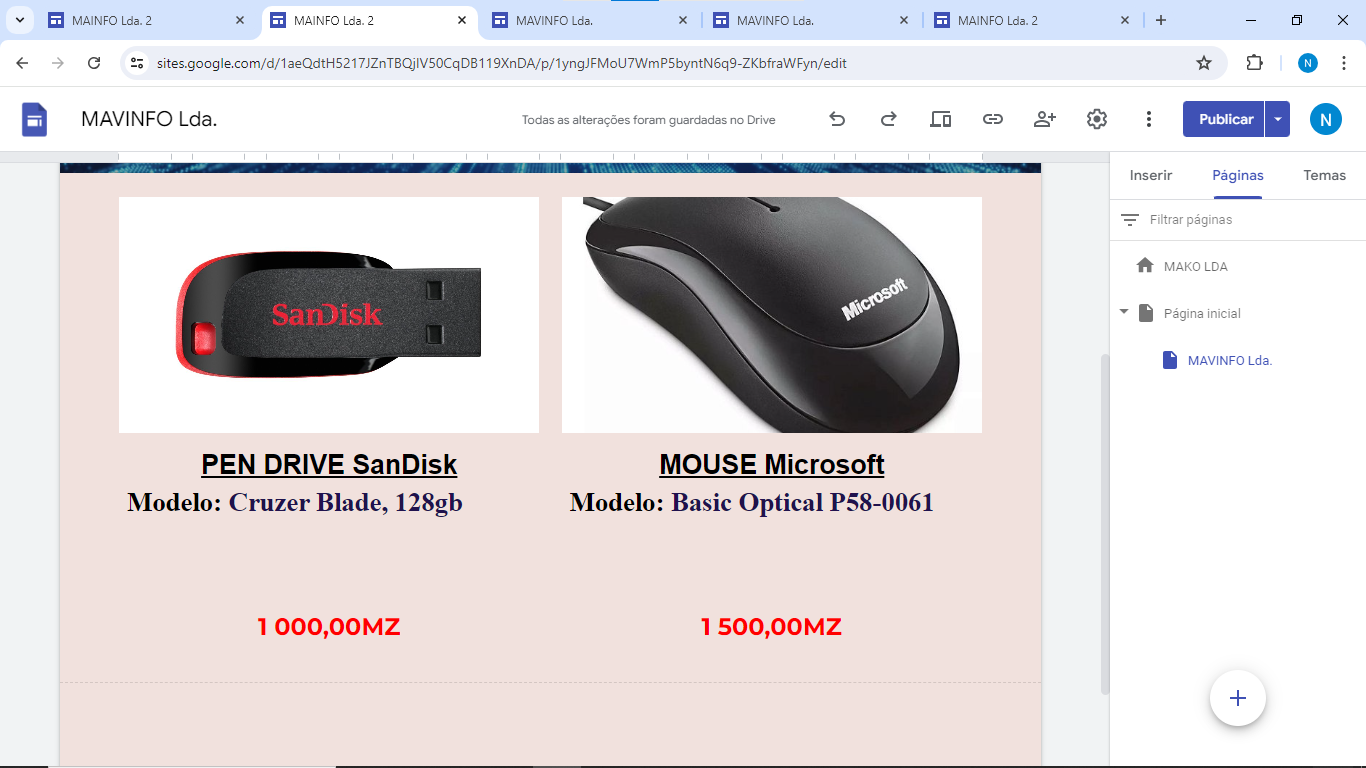 MAINFO Lda. 2
MAINFO Lda. 2
MAVINFO Lda.
MAVINFO Lda.
MAINFO Lda. 2
sites.google.com/d/1aeQdtH5217JZnTBQjIV50CqDB119XnDA/p/1yngJFMoU7WmP5byntN6q9-ZKbfraWFyn/edit
N
MAVINFO Lda.
Todas as alterações foram guardadas no Drive
Publicar
N
Inserir
Páginas
Temas
Filtrar páginas
MAKO LDA
Página inicial
MAVINFO Lda.
SanDisk
Microsoft
PEN DRIVE SanDisk
Modelo: Cruzer Blade, 128gb
1 000,00MZ
MOUSE Microsoft
Modelo: Basic Optical P58-0061
1 500,00MZ